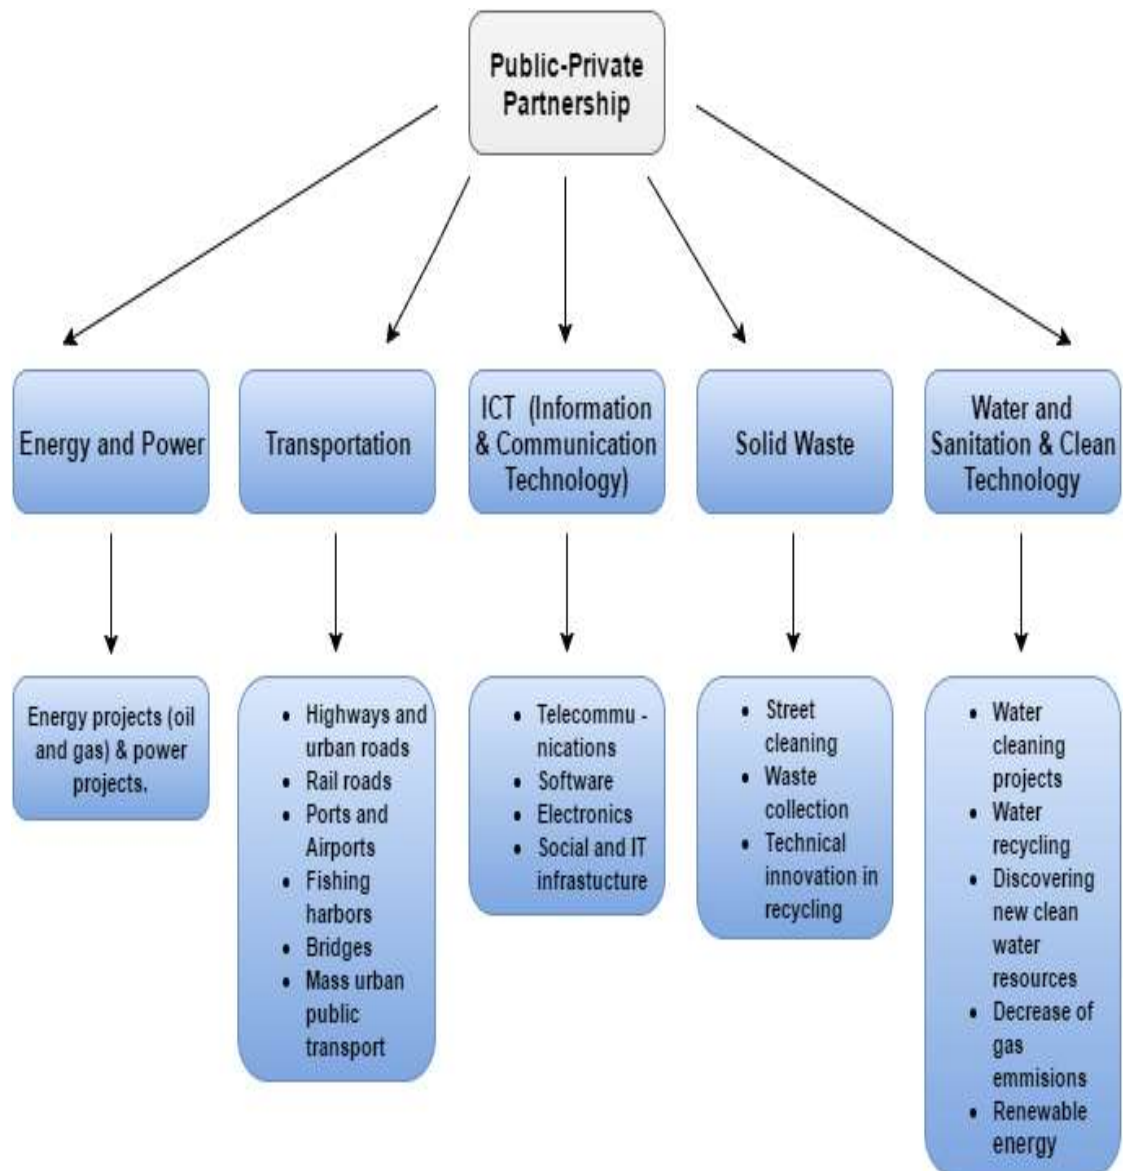 Public-Private
Partnership
Energy and Power
Transportation
ICT (Information
& Communication
Technology)
Solid Waste
Water and
Sanitation & Clean
Technology
Energy projects (oil
and gas) & power
projects.
• Highways and
urban roads
• Rail roads
• Ports and
Airports
• Fishing
harbors
• Bridges
• Mass urban
public
transport
• Telecommu -
nications
• Software
• Electronics
• Social and IT
infrastucture
• Street
cleaning
• Waste
collection
• Technical
innovation in
recycling
• Water
cleaning
projects
• Water
recycling
• Discovering
new clean
water
resources
• Decrease of
gas
emmisions
• Renewable
energy